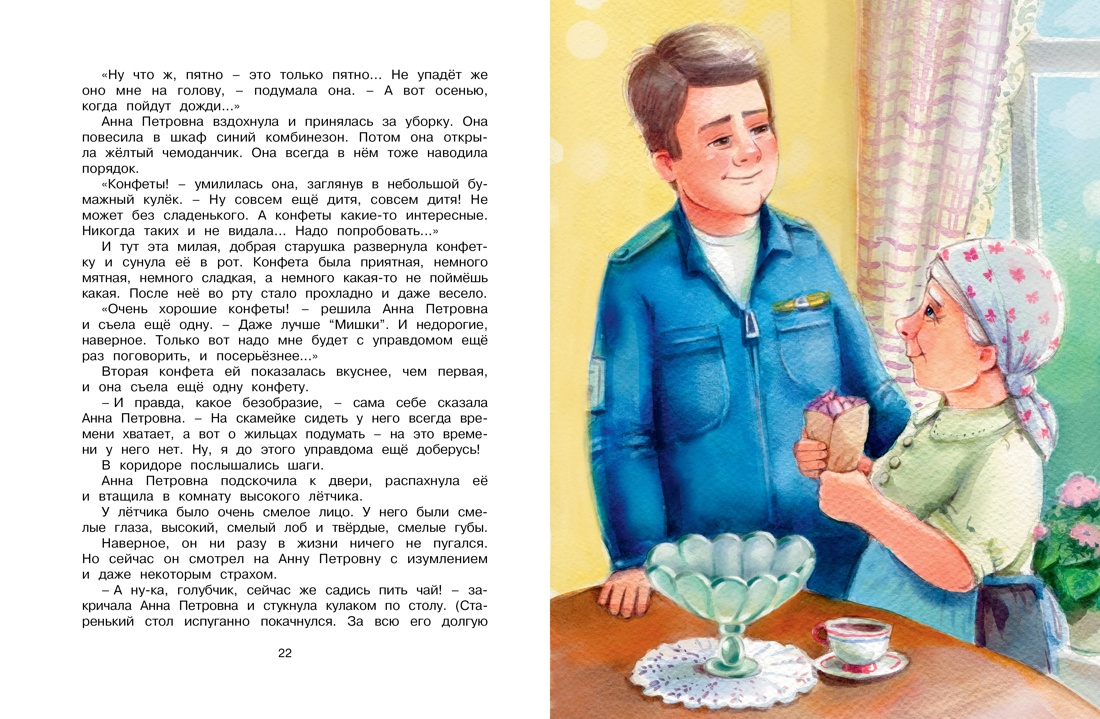 «Ну что ж, пятно – это только пятно... Не упадёт же
оно мне на голову, – подумала она. – А вот осенью,
когда пойдут дожди...»
Анна Петровна вздохнула и принялась за уборку. Она
повесила в шкаф синий комбинезон. Потом она откры-
ла жёлтый чемоданчик. Она всегда в нём тоже наводила
порядок.
«Конфеты! – умилилась она, заглянув в небольшой бу-
мажный кулёк. – Ну совсем ещё дитя, совсем дитя! Не
может без сладенького. А конфеты какие-то интересные.
Никогда таких и не видала... Надо попробовать...»
И тут эта милая, добрая старушка развернула конфет-
ку и сунула её в рот. Конфета была приятная, немного
мятная, немного сладкая, а немного какая-то не поймёшь
какая. После неё во рту стало прохладно и даже весело.
«Очень хорошие конфеты! – решила Анна Петровна
и съела ещё одну. – Даже лучше “Мишки”. И недорогие,
наверное. Только вот надо мне будет с управдомом ещё
раз поговорить, и посерьёзнее...»
Вторая конфета ей показалась вкуснее, чем первая,
и она съела ещё одну конфету.
– И правда, какое безобразие, – сама себе сказала
Анна Петровна. – На скамейке сидеть у него всегда вре-
мени хватает, а вот о жильцах подумать – на это време-
ни у него нет. Ну, я до этого управдома ещё доберусь!
В коридоре послышались шаги.
Анна Петровна подскочила к двери, распахнула её
и втащила в комнату высокого лётчика.
У лётчика было очень смелое лицо. У него были сме-
лые глаза, высокий, смелый лоб и твёрдые, смелые губы.
Наверное, он ни разу в жизни ничего не пугался.
Но сейчас он смотрел на Анну Петровну с изумлением
и даже некоторым страхом.
– А ну-ка, голубчик, сейчас же садись пить чай! – за-
кричала Анна Петровна и стукнула кулаком по столу. (Ста-
ренький стол испуганно покачнулся. За всю его долгую
22